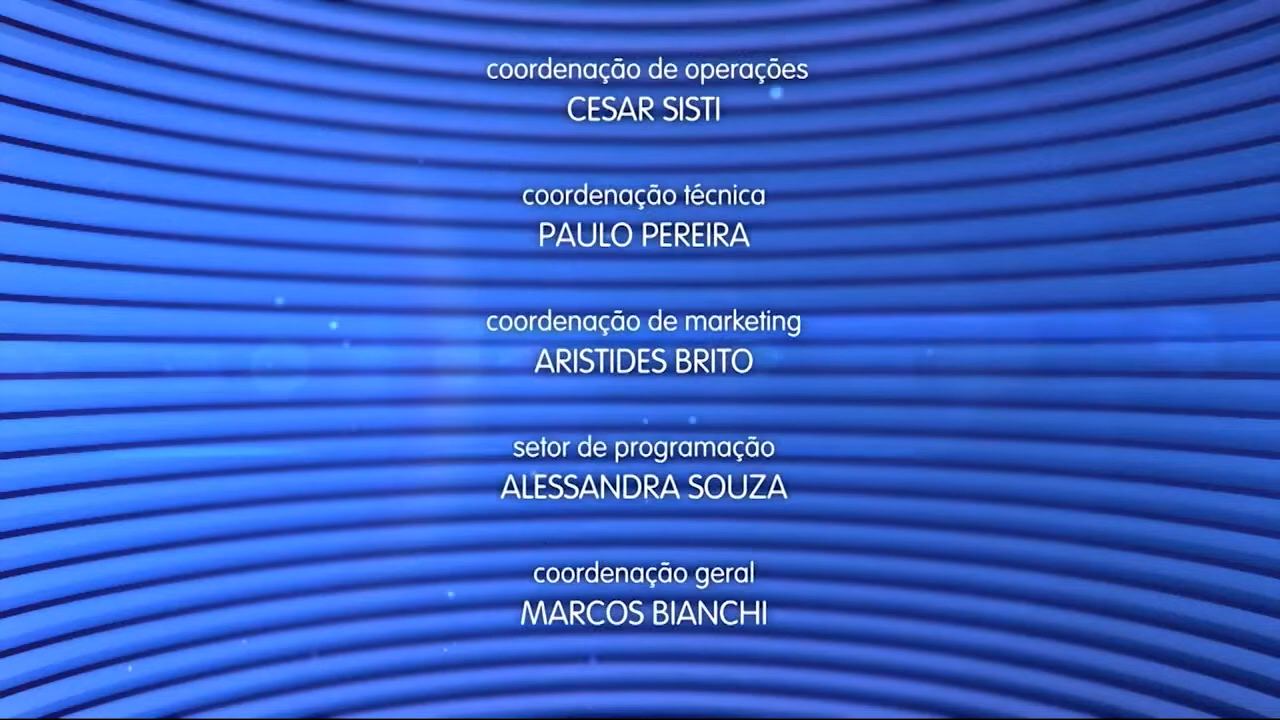 coordenação de operações
CESAR SISTI
coordenação técnica
PAULO PEREIRA
coordenação de marketing
ARISTIDES BRITO
setor de programação
ALESSANDRA SOUZA
coordenação geral
MARCOS BIANCHI